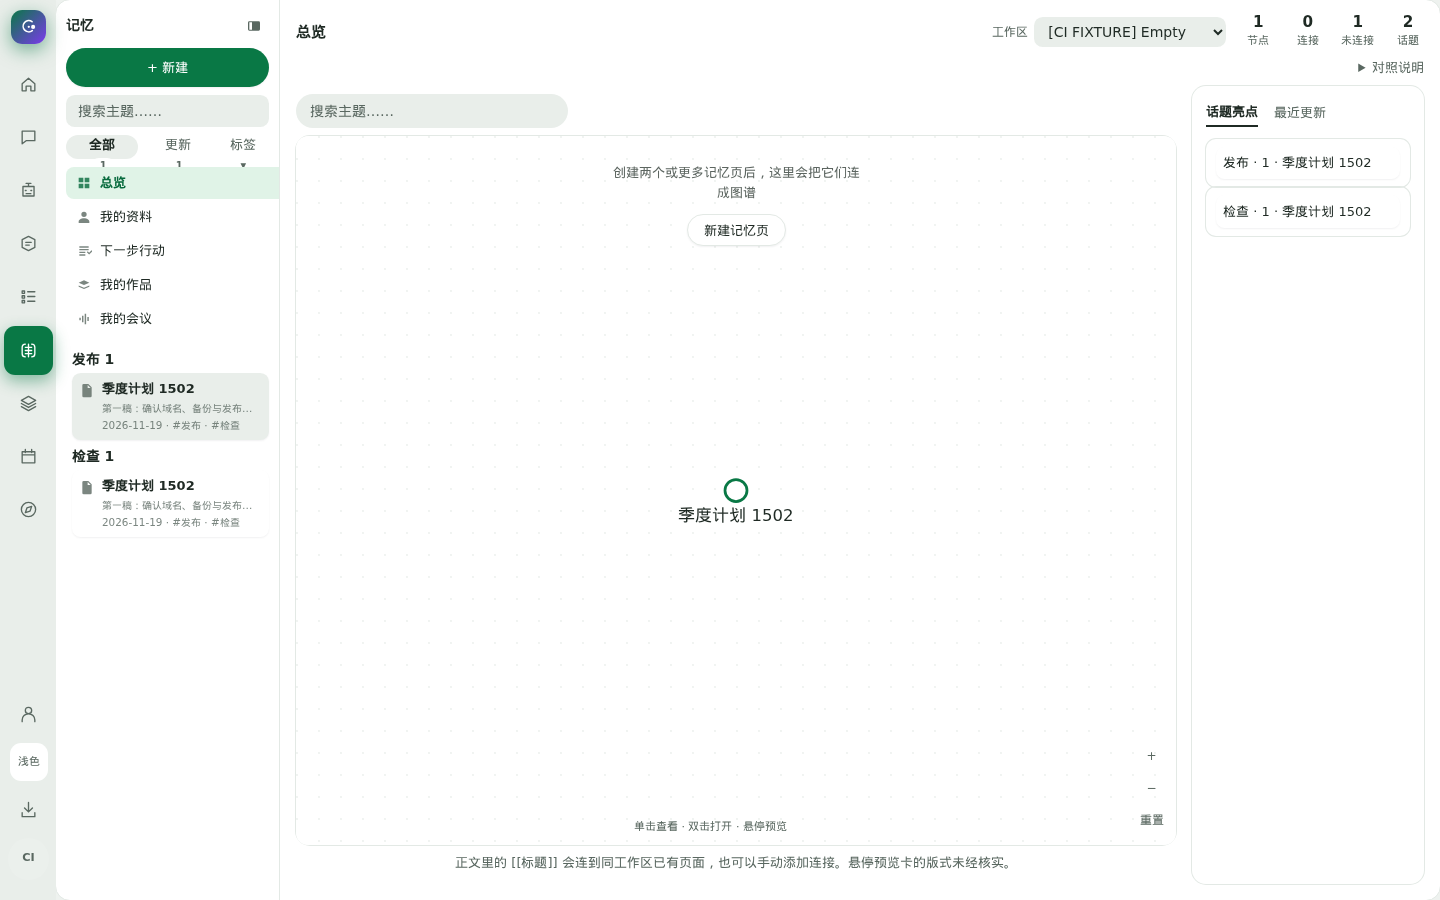 记忆
+ 新建
搜索主题……
全部 1
更新 1
标签 ▾
总览
我的资料
下一步行动
我的作品
我的会议
发布 1
季度计划 1502
第一稿：确认域名、备份与发布…
2026-11-19 · #发布 · #检查
检查 1
季度计划 1502
第一稿：确认域名、备份与发布…
2026-11-19 · #发布 · #检查
浅色
CI
总览
工作区
[CI FIXTURE] Empty
1 节点
0 连接
1 未连接
2 话题
▶ 对照说明
搜索主题……
创建两个或更多记忆页后，这里会把它们连
成图谱
新建记忆页
季度计划 1502
+
−
重置
单击查看 · 双击打开 · 悬停预览
正文里的 [[标题]] 会连到同工作区已有页面，也可以手动添加连接。悬停预览卡的版式未经核实。
话题亮点
最近更新
发布 · 1 · 季度计划 1502
检查 · 1 · 季度计划 1502